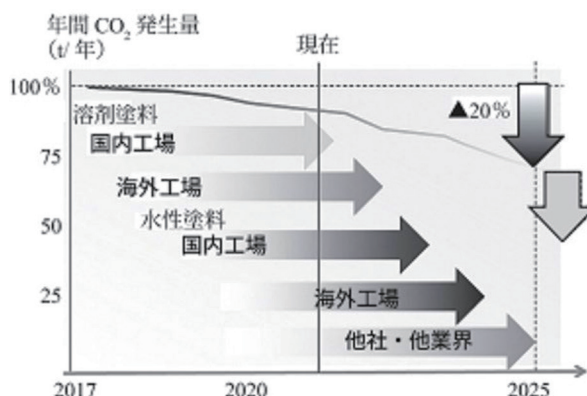 年間 CO₂ 発生量
(t/ 年)
現在
100%
溶剤塗料
▲20%
国内工場
75
海外工場
水性塗料
50
国内工場
25
海外工場
他社・他業界
2017
2020
2025